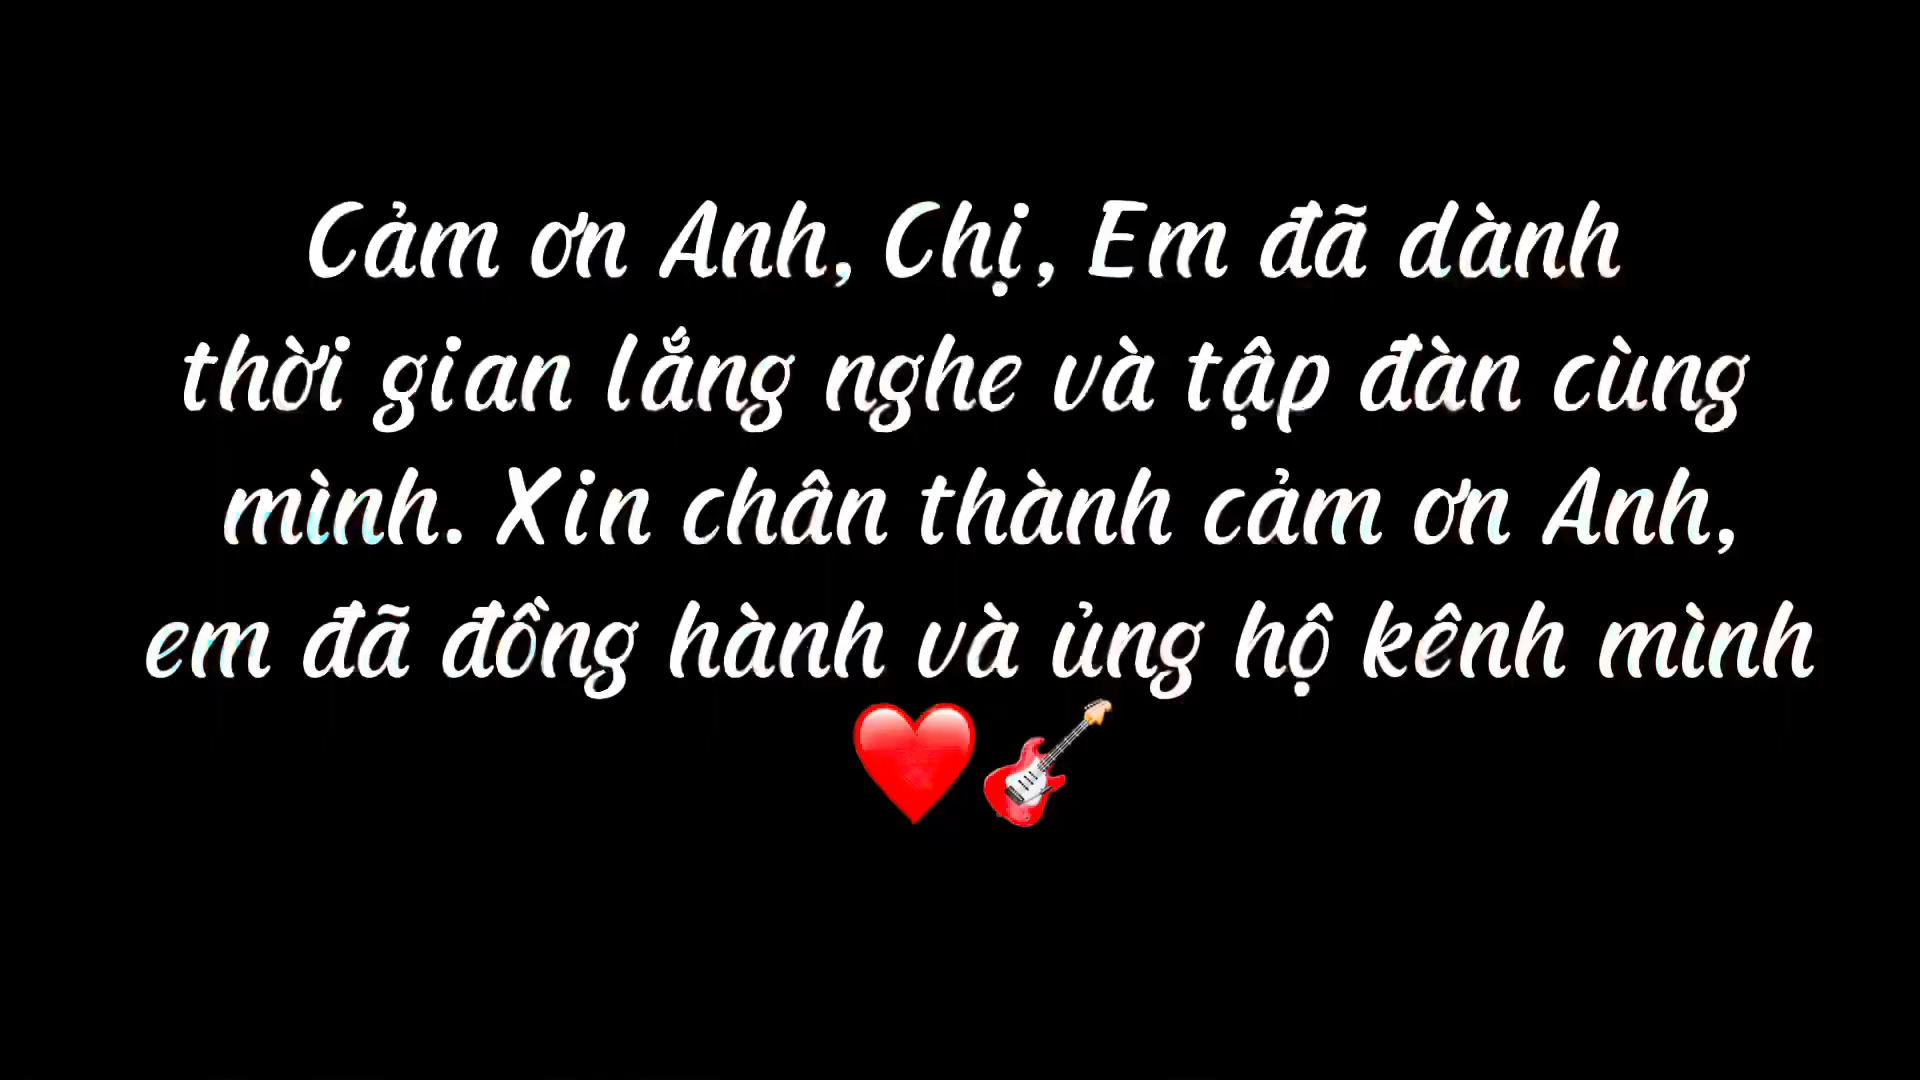 Cảm ơn Anh, Chị, Em đã dành
thời gian lắng nghe và tập đàn cùng
mình. Xin chân thành cảm ơn Anh,
em đã đồng hành và ủng hộ kênh mình
❤️🎸